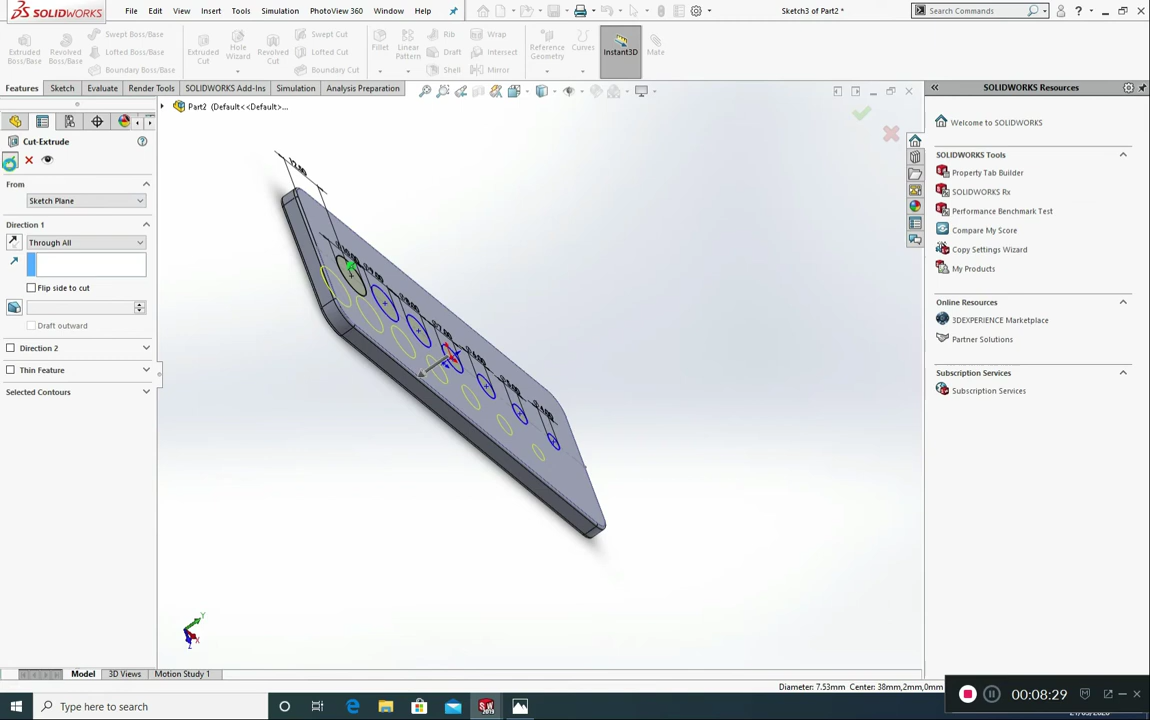 SOLIDWORKS
File Edit View Insert Tools Simulation PhotoView 360 Window Help
Sketch3 of Part2 *
Search Commands
Extruded Boss/Base
Revolved Boss/Base
Swept Boss/Base
Lofted Boss/Base
Boundary Boss/Base
Extruded Cut
Hole Wizard
Revolved Cut
Swept Cut
Lofted Cut
Boundary Cut
Fillet
Linear Pattern
Rib
Draft
Shell
Wrap
Intersect
Mirror
Reference Geometry
Curves
Instant3D
Mate
Features Sketch Evaluate Render Tools SOLIDWORKS Add-Ins Simulation Analysis Preparation
Part2 (Default<<Default>...
Cut-Extrude
From
Sketch Plane
Direction 1
Through All
Flip side to cut
Draft outward
Direction 2
Thin Feature
Selected Contours
SOLIDWORKS Resources
Welcome to SOLIDWORKS
SOLIDWORKS Tools
Property Tab Builder
SOLIDWORKS Rx
Performance Benchmark Test
Compare My Score
Copy Settings Wizard
My Products
Online Resources
3DEXPERIENCE Marketplace
Partner Solutions
Subscription Services
Subscription Services
Y
X
Z
Model 3D Views Motion Study 1
Diameter: 7.53mm Center: 38mm,2mm,0mm
Type here to search
00:08:29